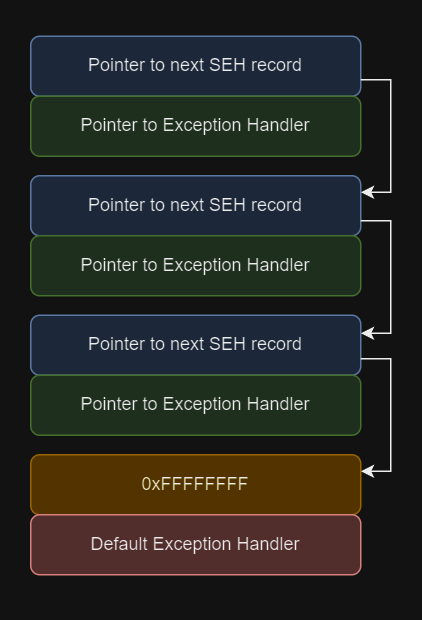 Pointer to next SEH record
Pointer to Exception Handler
Pointer to next SEH record
Pointer to Exception Handler
Pointer to next SEH record
Pointer to Exception Handler
0xFFFFFFFF
Default Exception Handler